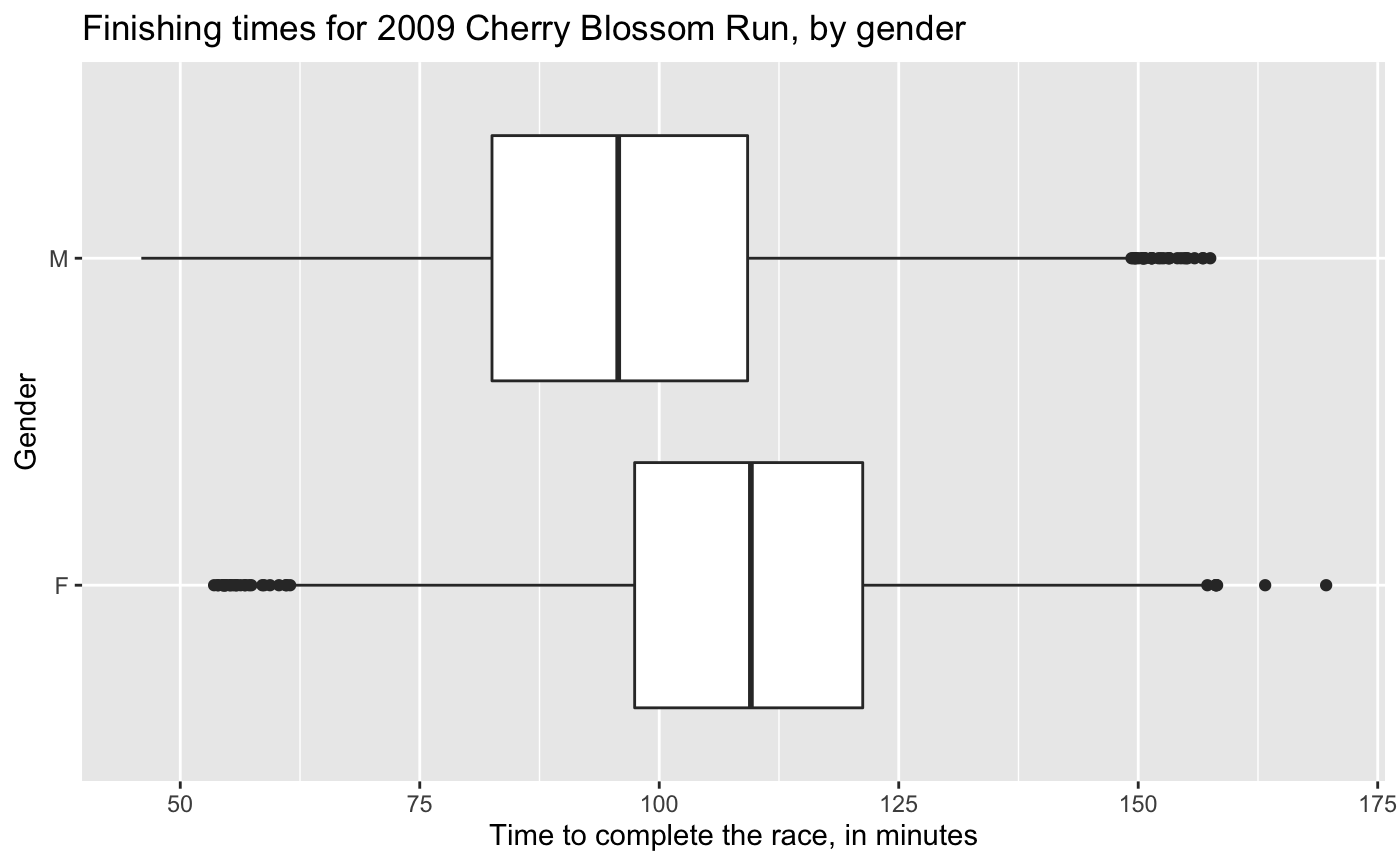 Finishing times for 2009 Cherry Blossom Run, by gender
Gender
M
F
50 75 100 125 150 175
Time to complete the race, in minutes